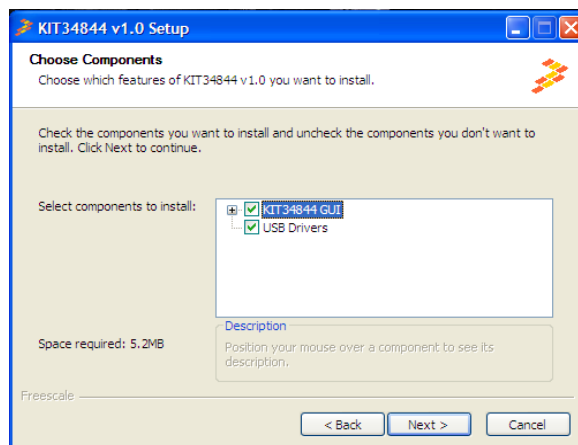 KIT34844 v1.0 Setup
Choose Components
Choose which features of KIT34844 v1.0 you want to install.
Check the components you want to install and uncheck the components you don't want to
install. Click Next to continue.
Select components to install:
KIT34844 GUI
USB Drivers
Space required: 5.2MB
Description
Position your mouse over a component to see its
description.
Freescale
< Back
Next >
Cancel